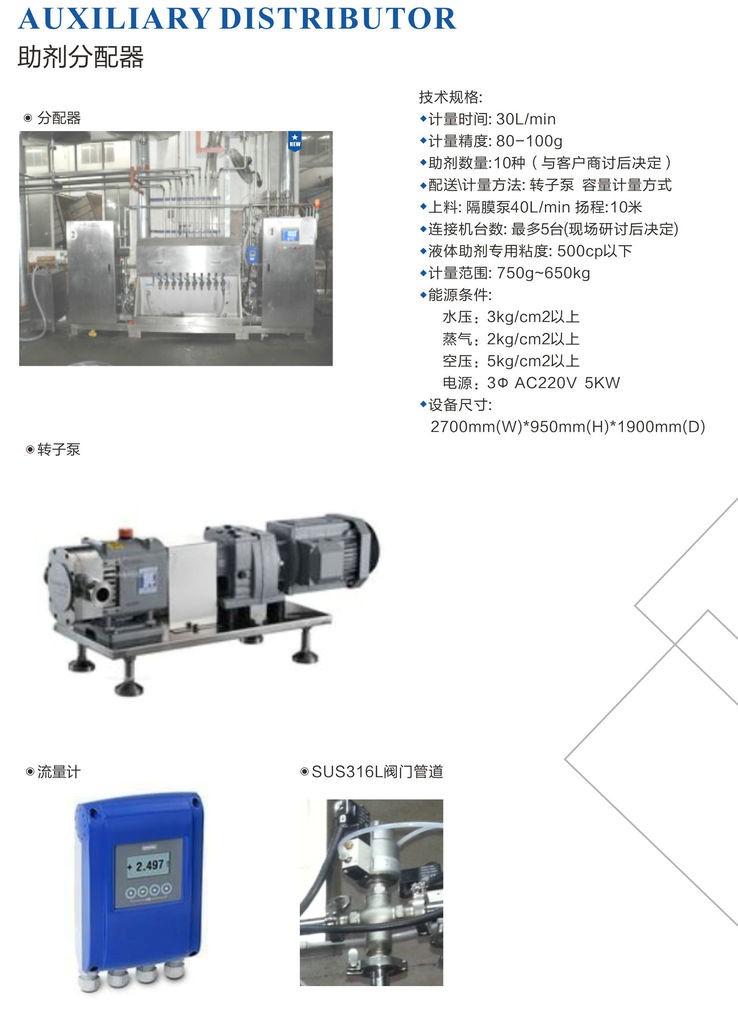 AUXILIARY DISTRIBUTOR
助剂分配器
分配器
NEW
技术规格:
计量时间: 30L/min
计量精度: 80-100g
助剂数量:10种（与客户商讨后决定）
配送\计量方法: 转子泵 容量计量方式
上料: 隔膜泵40L/min 扬程:10米
连接机台数: 最多5台(现场研讨后决定)
液体助剂专用粘度: 500cp以下
计量范围: 750g~650kg
能源条件:
水压：3kg/cm2以上
蒸气：2kg/cm2以上
空压：5kg/cm2以上
电源：3Φ AC220V 5KW
设备尺寸:
2700mm(W)*950mm(H)*1900mm(D)
转子泵
流量计
+ 2.497
SUS316L阀门管道